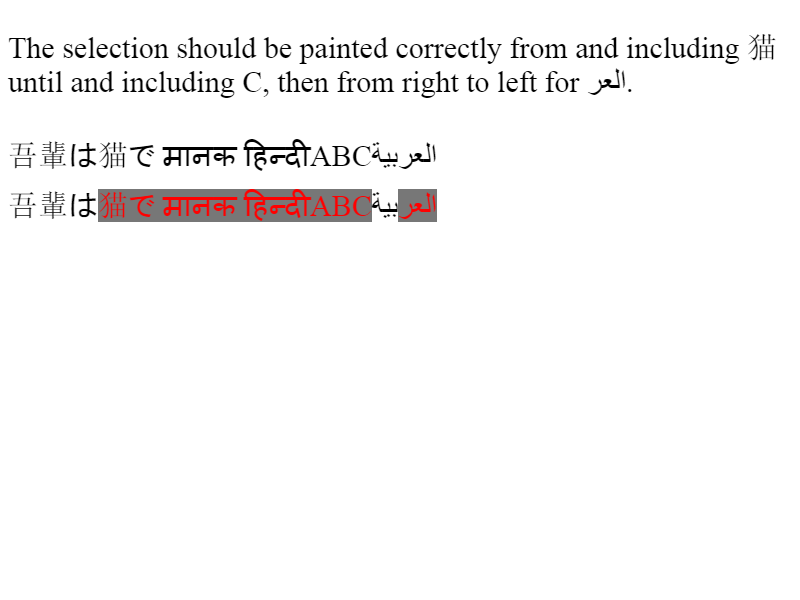 The selection should be painted correctly from and including 猫
until and including C, then from right to left for العر.
吾輩は猫で मानक हिन्दीABCالعربية
吾輩は猫で मानक हिन्दीABCالعربية